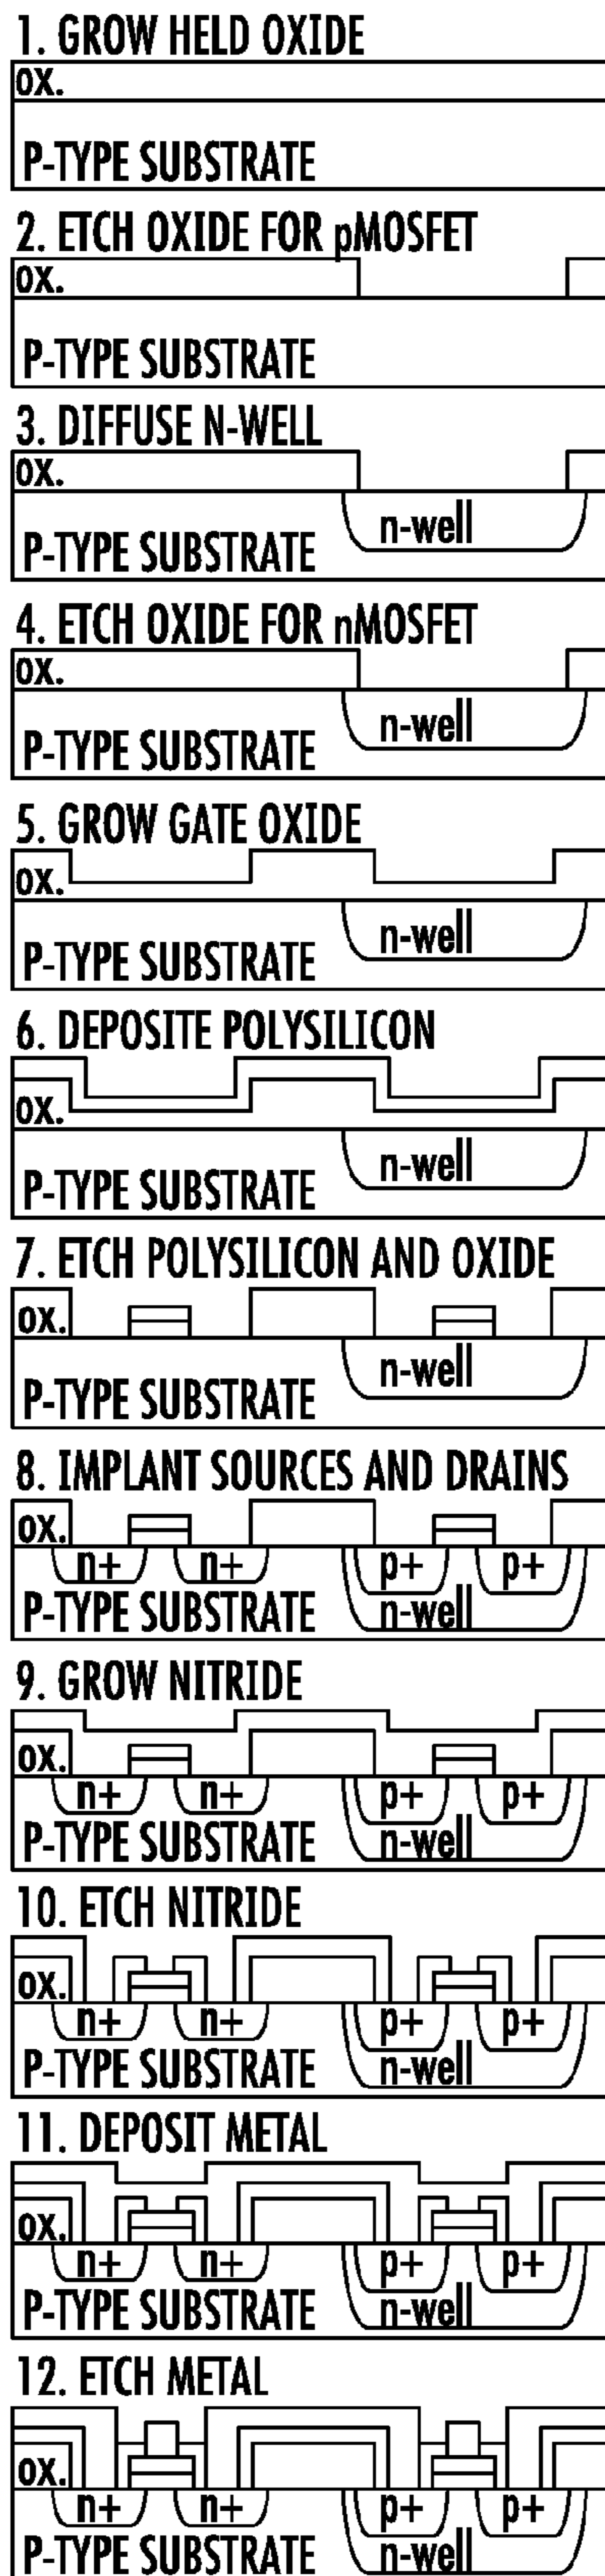 1. GROW HELD OXIDE
OX.
P-TYPE SUBSTRATE
2. ETCH OXIDE FOR pMOSFET
OX.
P-TYPE SUBSTRATE
3. DIFFUSE N-WELL
OX.
n-well
P-TYPE SUBSTRATE
4. ETCH OXIDE FOR nMOSFET
OX.
n-well
P-TYPE SUBSTRATE
5. GROW GATE OXIDE
OX.
n-well
P-TYPE SUBSTRATE
6. DEPOSITE POLYSILICON
OX.
n-well
P-TYPE SUBSTRATE
7. ETCH POLYSILICON AND OXIDE
OX.
n-well
P-TYPE SUBSTRATE
8. IMPLANT SOURCES AND DRAINS
OX.
n+ n+ p+ p+
P-TYPE SUBSTRATE n-well
9. GROW NITRIDE
OX.
n+ n+ p+ p+
P-TYPE SUBSTRATE n-well
10. ETCH NITRIDE
OX.
n+ n+ p+ p+
P-TYPE SUBSTRATE n-well
11. DEPOSIT METAL
OX.
n+ n+ p+ p+
P-TYPE SUBSTRATE n-well
12. ETCH METAL
OX.
n+ n+ p+ p+
P-TYPE SUBSTRATE n-well